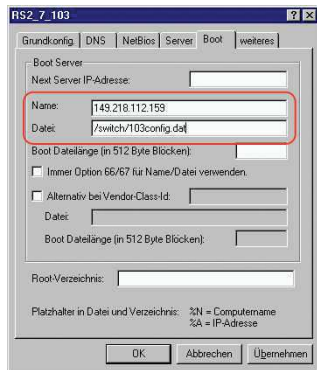 RS2_7_103
Grundkonfig. DNS NetBios Server Boot weiteres
Boot Server
Next Server IP-Adresse:
Name: 149.218.112.159
Datei: /switch/103config.dat
Boot Dateilänge (in 512 Byte Blöcken):
Immer Option 66/67 für Name/Datei verwenden.
Alternativ bei Vendor-Class-Id:
Datei:
Boot Dateilänge (in 512 Byte Blöcken):
Root-Verzeichnis:
Platzhalter in Datei und Verzeichnis: %N = Computername
%A = IP-Adresse
OK Abbrechen Übernehmen